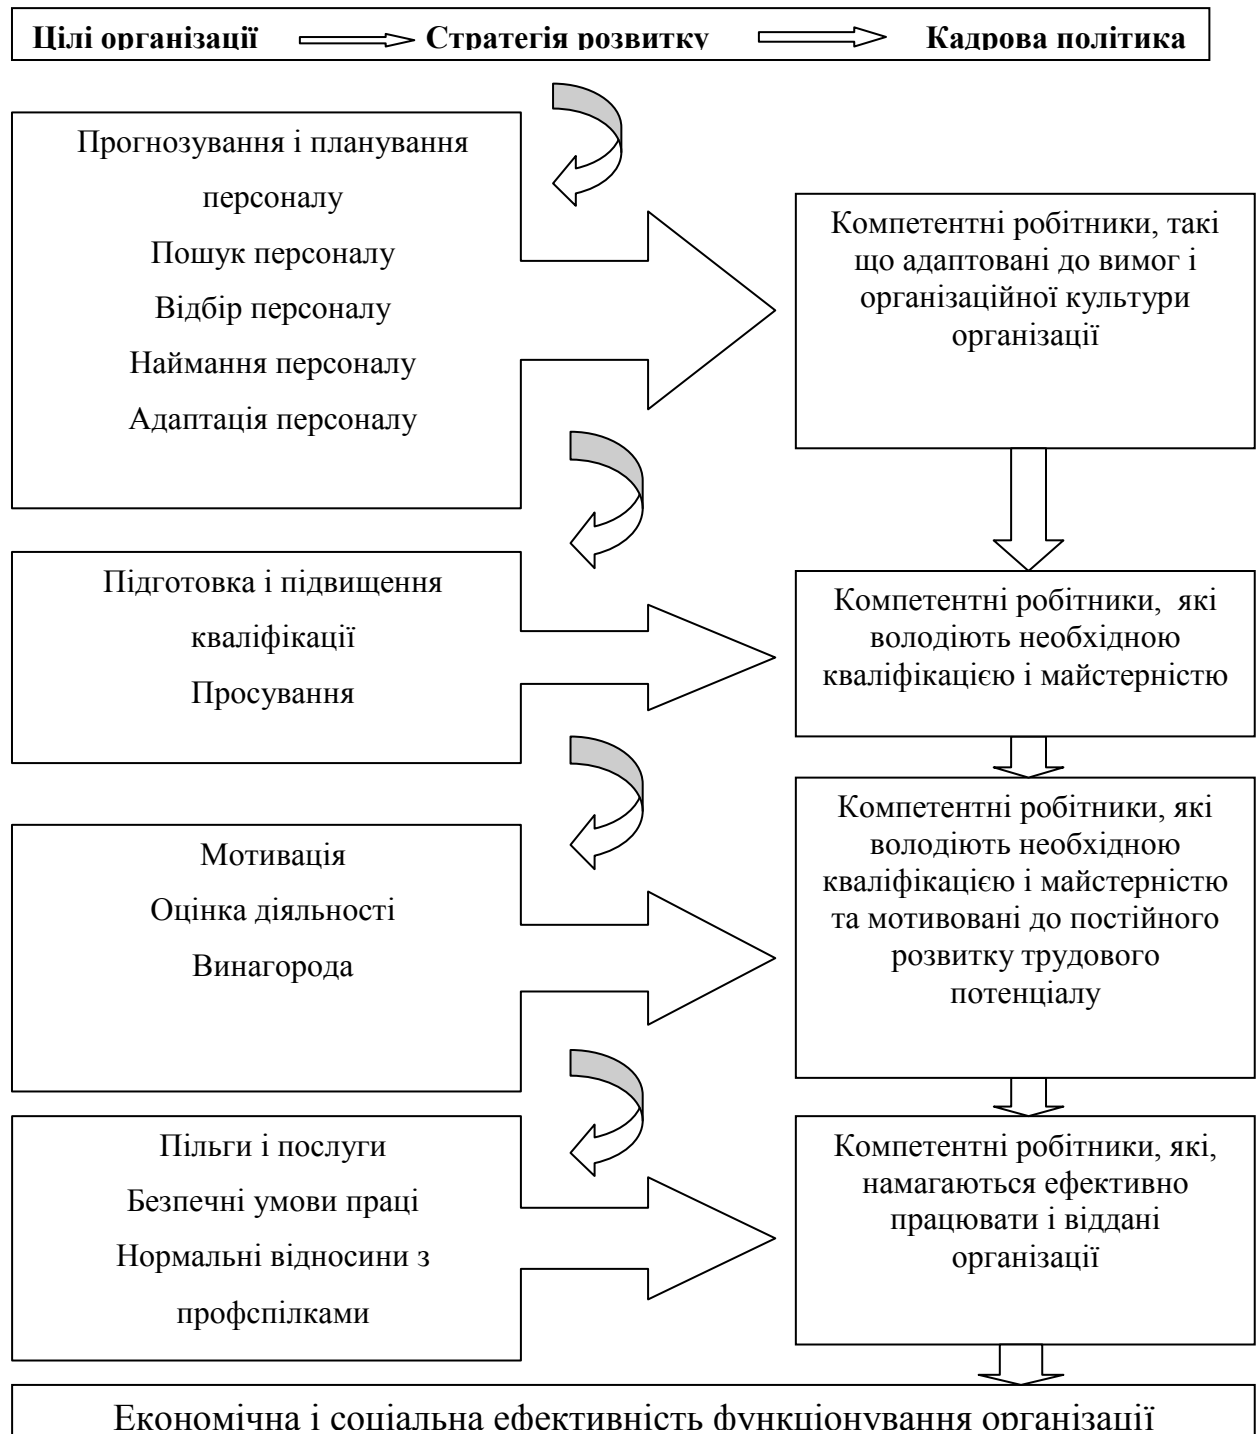 Цілі організації Стратегія розвитку Кадрова політика
Прогнозування і планування
персоналу
Пошук персоналу
Відбір персоналу
Наймання персоналу
Адаптація персоналу
Компетентні робітники, такі
що адаптовані до вимог і
організаційної культури
організації
Підготовка і підвищення
кваліфікації
Просування
Компетентні робітники, які
володіють необхідною
кваліфікацією і майстерністю
Мотивація
Оцінка діяльності
Винагорода
Компетентні робітники, які
володіють необхідною
кваліфікацією і майстерністю
та мотивовані до постійного
розвитку трудового
потенціалу
Пільги і послуги
Безпечні умови праці
Нормальні відносини з
профспілками
Компетентні робітники, які,
намагаються ефективно
працювати і віддані
організації
Економічна і соціальна ефективність функціонування організації